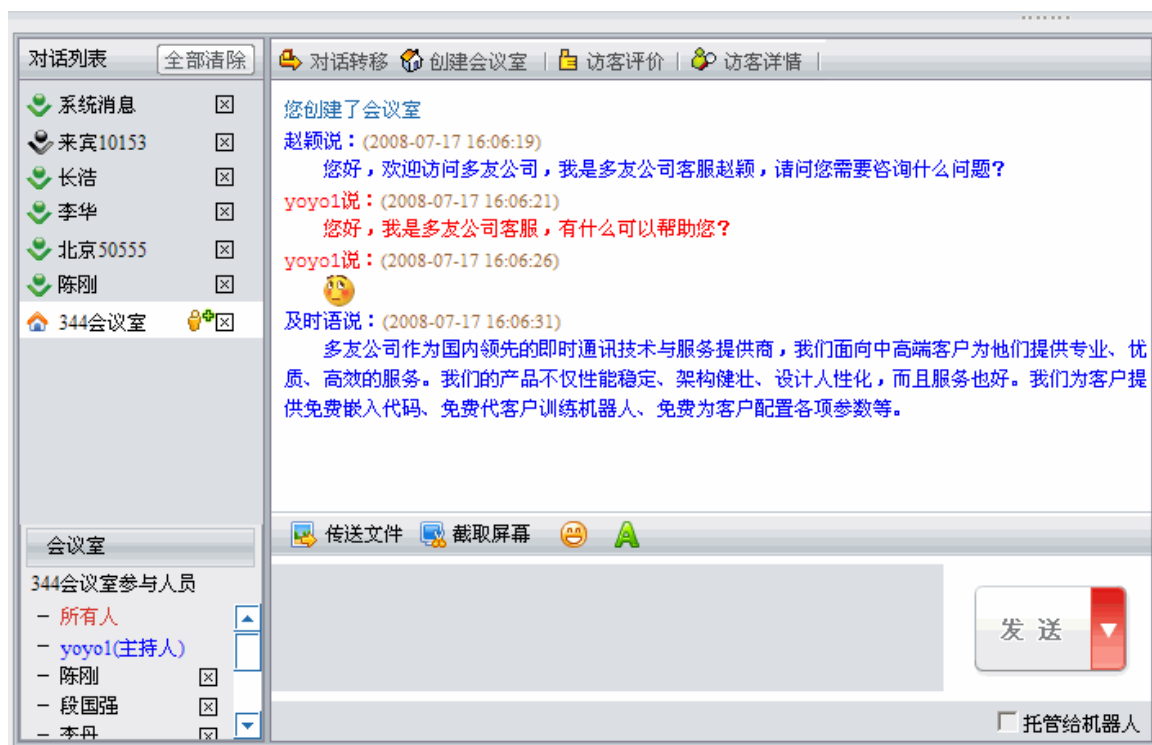 对话列表
全部清除
对话转移 创建会议室 | 访客评价 | 访客详情 |
系统消息
来宾10153
长浩
李华
北京50555
陈刚
344会议室
您创建了会议室
赵颖说：(2008-07-17 16:06:19)
您好，欢迎访问多友公司，我是多友公司客服赵颖，请问您需要咨询什么问题？
yoyo1说：(2008-07-17 16:06:21)
您好，我是多友公司客服，有什么可以帮助您？
yoyo1说：(2008-07-17 16:06:26)
及时语说：(2008-07-17 16:06:31)
多友公司作为国内领先的即时通讯技术与服务提供商，我们面向中高端客户为他们提供专业、优
质、高效的服务。我们的产品不仅性能稳定、架构健壮、设计人性化，而且服务也好。我们为客户提
供免费嵌入代码、免费代客户训练机器人、免费为客户配置各项参数等。
传送文件 截取屏幕
会议室
344会议室参与人员
- 所有人
- yoyo1(主持人)
- 陈刚
- 段国强
- 李丹
发 送
托管给机器人